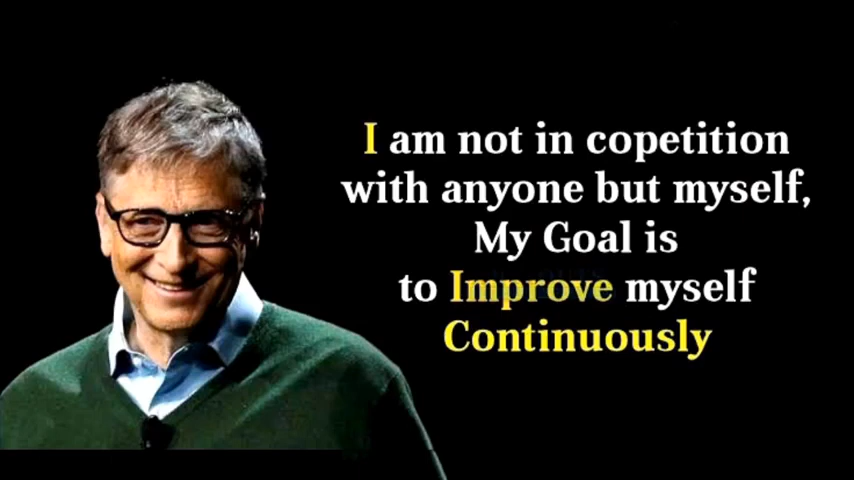 I am not in copetition
with anyone but myself,
My Goal is
to Improve myself
Continuously